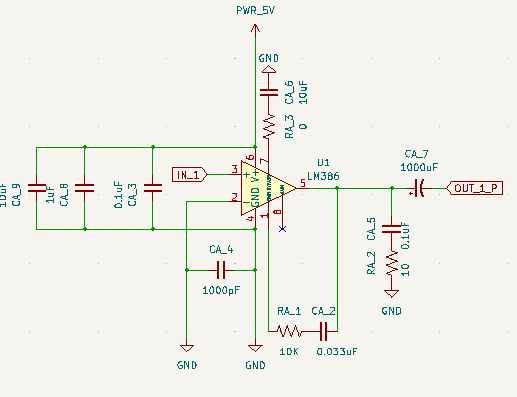 PWR_5V
GND
CA_6
10uF
RA_3
0
CA_9
1uF
CA_8
0.1uF
CA_3
IN_1
3
2
6
7
V+
GND
4
1
8
5
U1
LM386
CA_7
1000uF
OUT_1_P
CA_5
0.1uF
RA_2
10
GND
CA_4
1000pF
RA_1
10K
CA_2
0.033uF
GND
GND